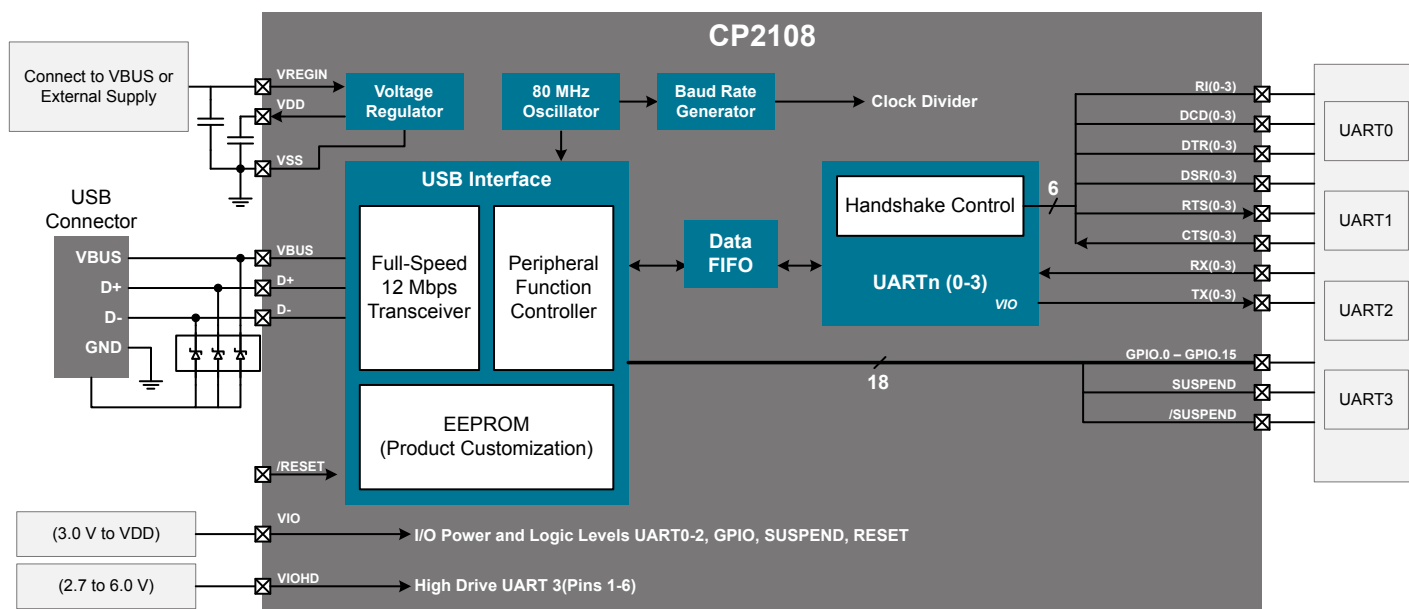 CP2108
Connect to VBUS or
External Supply
VREGIN
VDD
VSS
Voltage
Regulator
80 MHz
Oscillator
Baud Rate
Generator
Clock Divider
USB
Connector
VBUS
D+
D-
GND
VBUS
D+
D-
USB Interface
Full-Speed
12 Mbps
Transceiver
Peripheral
Function
Controller
EEPROM
(Product Customization)
Data
FIFO
Handshake Control
UARTn (0-3)
VIO
6
RI(0-3)
DCD(0-3)
DTR(0-3)
DSR(0-3)
RTS(0-3)
CTS(0-3)
RX(0-3)
TX(0-3)
18
GPIO.0 – GPIO.15
SUSPEND
/SUSPEND
UART0
UART1
UART2
UART3
/RESET
(3.0 V to VDD)
VIO
I/O Power and Logic Levels UART0-2, GPIO, SUSPEND, RESET
(2.7 to 6.0 V)
VIOHD
High Drive UART 3(Pins 1-6)